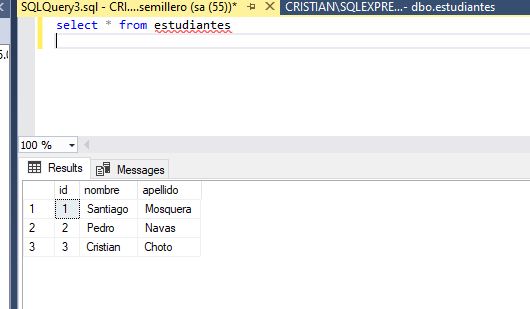 SQLQuery3.sql - CRI....semillero (sa (55))*
CRISTIAN\SQLEXPRE...- dbo.estudiantes
select * from estudiantes
100 %
Results
Messages
id nombre apellido
1 1 Santiago Mosquera
2 2 Pedro Navas
3 3 Cristian Choto